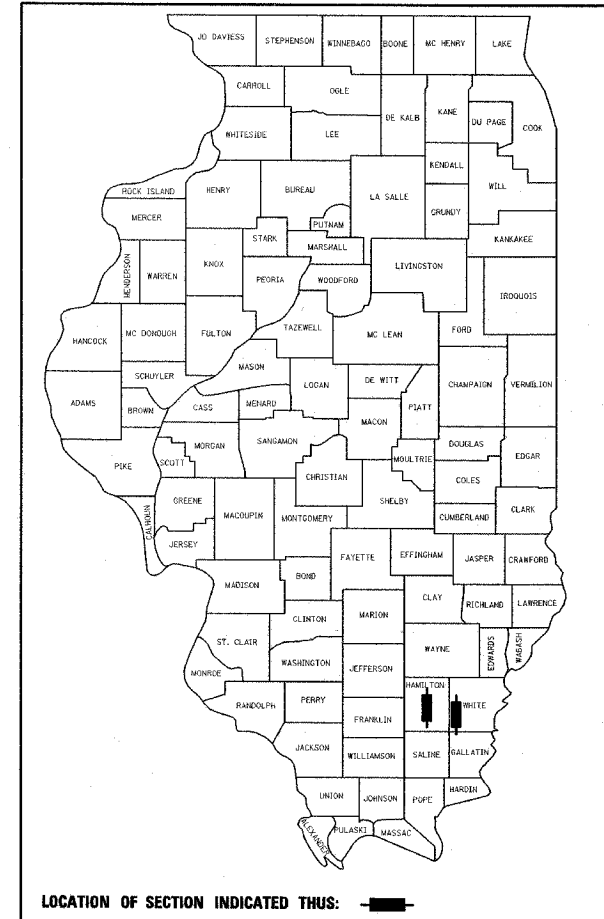 JO DAVIESS
STEPHENSON
WINNEBAGO
BOONE
MC HENRY
LAKE
CARROLL
OGLE
DE KALB
KANE
DU PAGE
COOK
WHITESIDE
LEE
KENDALL
WILL
ROCK ISLAND
HENRY
BUREAU
LA SALLE
GRUNDY
MERCER
PUTNAM
KANKAKEE
STARK
MARSHALL
LIVINGSTON
HENDERSON
WARREN
KNOX
PEORIA
WOODFORD
IROQUOIS
HANCOCK
MC DONOUGH
FULTON
TAZEWELL
MC LEAN
FORD
SCHUYLER
MASON
LOGAN
DE WITT
CHAMPAIGN
VERMILION
ADAMS
BROWN
CASS
MENARD
MACON
PIATT
PIKE
SCOTT
MORGAN
SANGAMON
MOULTRIE
DOUGLAS
EDGAR
CHRISTIAN
COLES
CALHOUN
GREENE
MACOUPIN
MONTGOMERY
SHELBY
CUMBERLAND
CLARK
JERSEY
FAYETTE
EFFINGHAM
JASPER
CRAWFORD
MADISON
BOND
CLAY
RICHLAND
LAWRENCE
CLINTON
MARION
ST. CLAIR
WAYNE
EDWARDS
WABASH
WASHINGTON
JEFFERSON
MONROE
HAMILTON
WHITE
RANDOLPH
PERRY
FRANKLIN
JACKSON
WILLIAMSON
SALINE
GALLATIN
UNION
JOHNSON
POPE
HARDIN
ALEXANDER
PULASKI
MASSAC
LOCATION OF SECTION INDICATED THUS: